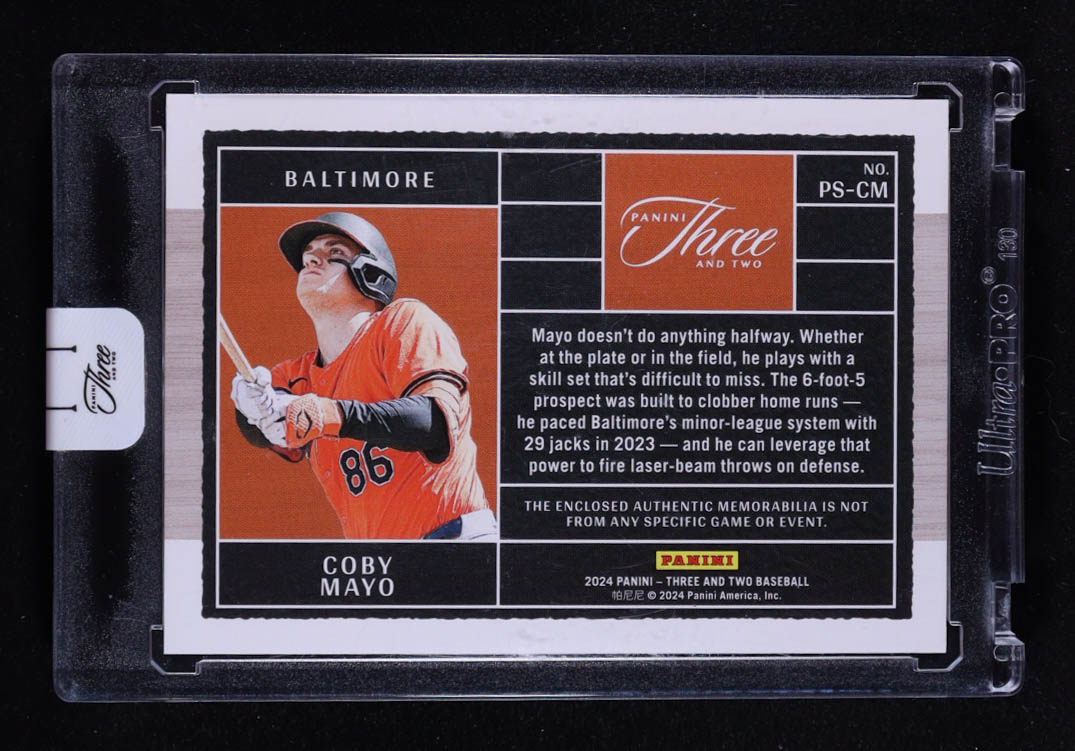 BALTIMORE
PANINI
Three
AND TWO
NO.
PS-CM
Mayo doesn't do anything halfway. Whether
at the plate or in the field, he plays with a
skill set that's difficult to miss. The 6-foot-5
prospect was built to clobber home runs —
he paced Baltimore's minor-league system with
29 jacks in 2023 — and he can leverage that
power to fire laser-beam throws on defense.
THE ENCLOSED AUTHENTIC MEMORABILIA IS NOT
FROM ANY SPECIFIC GAME OR EVENT.
86
COBY
MAYO
PANINI
2024 PANINI – THREE AND TWO BASEBALL
帕尼尼 © 2024 Panini America, Inc.
PANINI
Three
AND TWO
Ultra PRO® 130